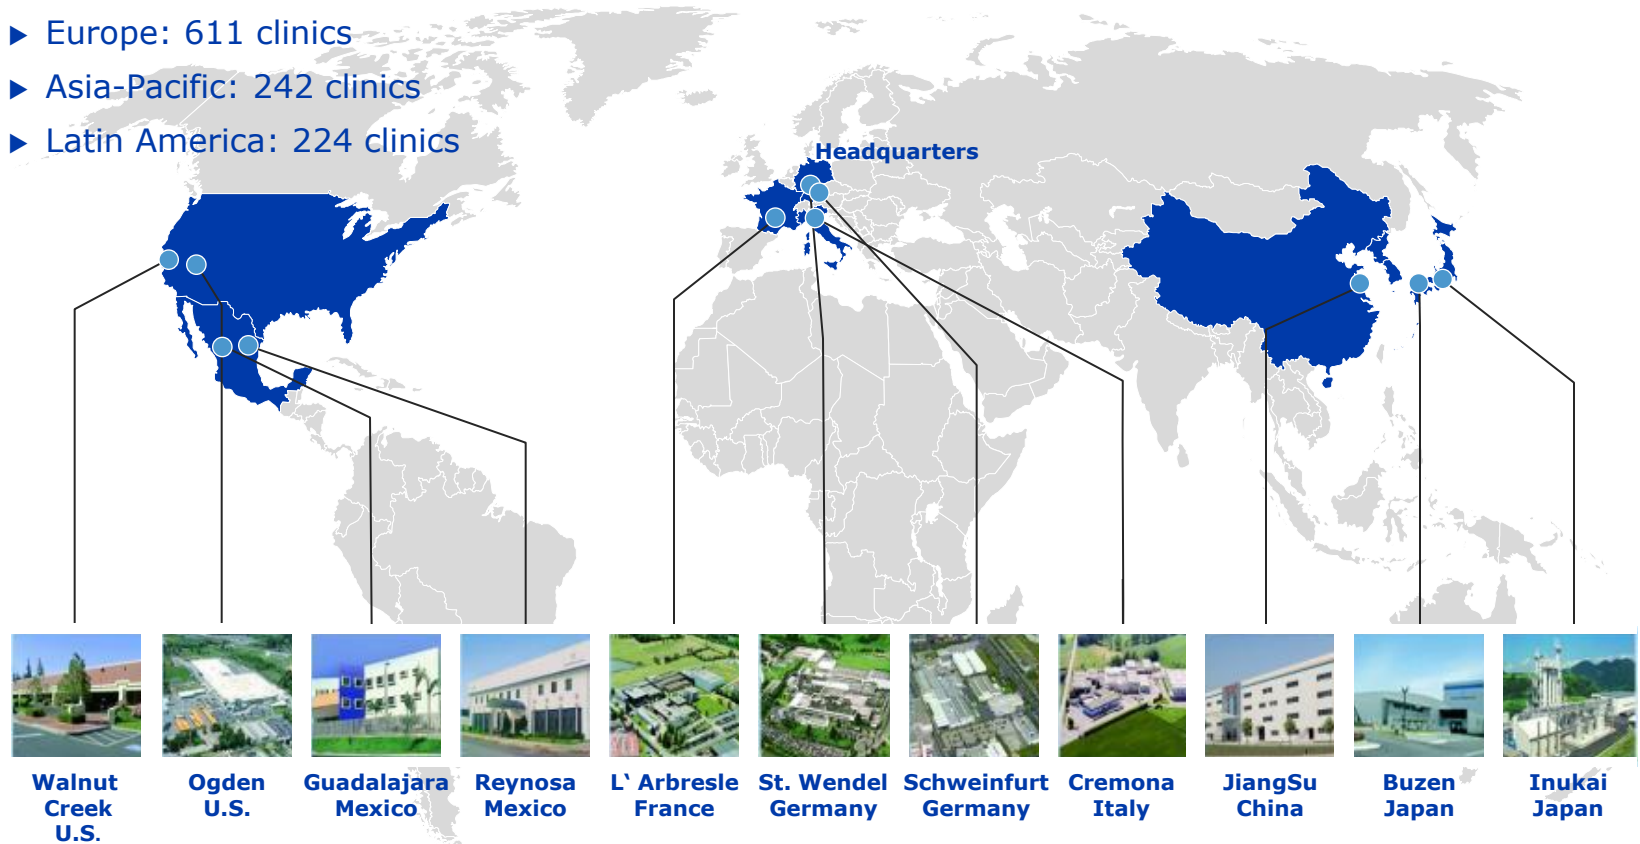 ► Europe: 611 clinics
► Asia-Pacific: 242 clinics
► Latin America: 224 clinics
Headquarters
Walnut
Creek
U.S.
Ogden
U.S.
Guadalajara
Mexico
Reynosa
Mexico
L‘ Arbresle
France
St. Wendel
Germany
Schweinfurt
Germany
Cremona
Italy
JiangSu
China
Buzen
Japan
Inukai
Japan